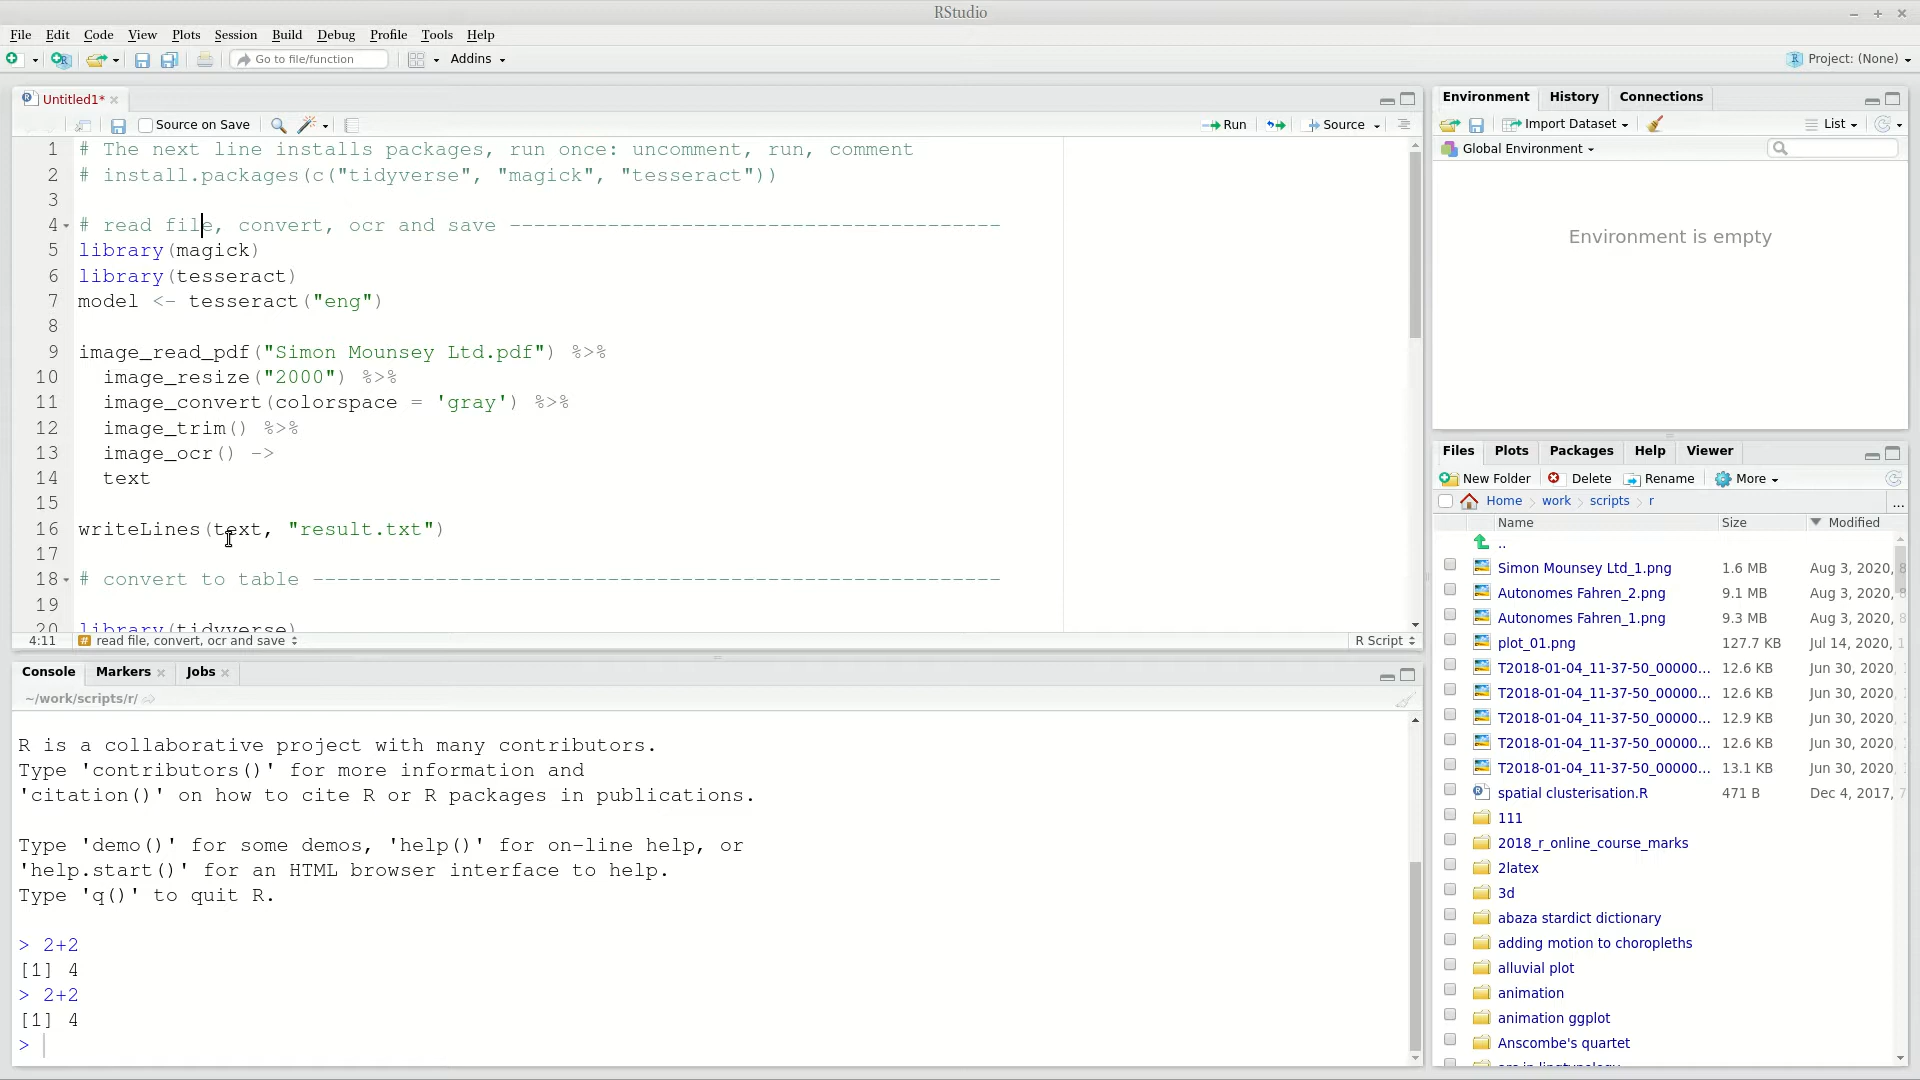 RStudio
File Edit Code View Plots Session Build Debug Profile Tools Help
Go to file/function Addins Project: (None)
Untitled1*
Source on Save Run Source
1 # The next line installs packages, run once: uncomment, run, comment
2 # install.packages(c("tidyverse", "magick", "tesseract"))
3
4 # read file, convert, ocr and save ----------------------------------------
5 library(magick)
6 library(tesseract)
7 model <- tesseract("eng")
8
9 image_read_pdf("Simon Mounsey Ltd.pdf") %>%
10 image_resize("2000") %>%
11 image_convert(colorspace = 'gray') %>%
12 image_trim() %>%
13 image_ocr() ->
14 text
15
16 writeLines(text, "result.txt")
17
18 # convert to table --------------------------------------------------------
19
20 library(tidyverse)
4:11 read file, convert, ocr and save R Script
Console Markers Jobs
~/work/scripts/r/
R is a collaborative project with many contributors.
Type 'contributors()' for more information and
'citation()' on how to cite R or R packages in publications.
Type 'demo()' for some demos, 'help()' for on-line help, or
'help.start()' for an HTML browser interface to help.
Type 'q()' to quit R.
> 2+2
[1] 4
> 2+2
[1] 4
>
Environment History Connections
Import Dataset List
Global Environment
Environment is empty
Files Plots Packages Help Viewer
New Folder Delete Rename More
Home work scripts r ...
Name Size Modified
..
Simon Mounsey Ltd_1.png 1.6 MB Aug 3, 2020, 8
Autonomes Fahren_2.png 9.1 MB Aug 3, 2020, 8
Autonomes Fahren_1.png 9.3 MB Aug 3, 2020, 8
plot_01.png 127.7 KB Jul 14, 2020, 1
T2018-01-04_11-37-50_00000... 12.6 KB Jun 30, 2020,
T2018-01-04_11-37-50_00000... 12.6 KB Jun 30, 2020,
T2018-01-04_11-37-50_00000... 12.9 KB Jun 30, 2020,
T2018-01-04_11-37-50_00000... 12.6 KB Jun 30, 2020,
T2018-01-04_11-37-50_00000... 13.1 KB Jun 30, 2020,
spatial clusterisation.R 471 B Dec 4, 2017, 7
111
2018_r_online_course_marks
2latex
3d
abaza stardict dictionary
adding motion to choropleths
alluvial plot
animation
animation ggplot
Anscombe's quartet